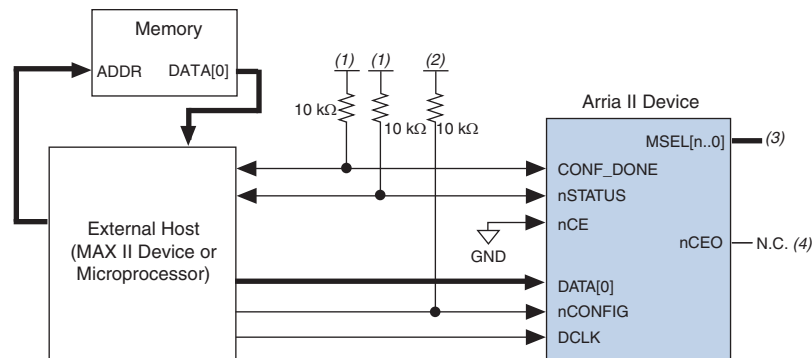 Memory
ADDR DATA[0]
(1) (1) (2)
10 kΩ 10 kΩ 10 kΩ
Arria II Device
MSEL[n..0] (3)
CONF_DONE
nSTATUS
nCE
GND
nCEO N.C. (4)
External Host
(MAX II Device or
Microprocessor)
DATA[0]
nCONFIG
DCLK